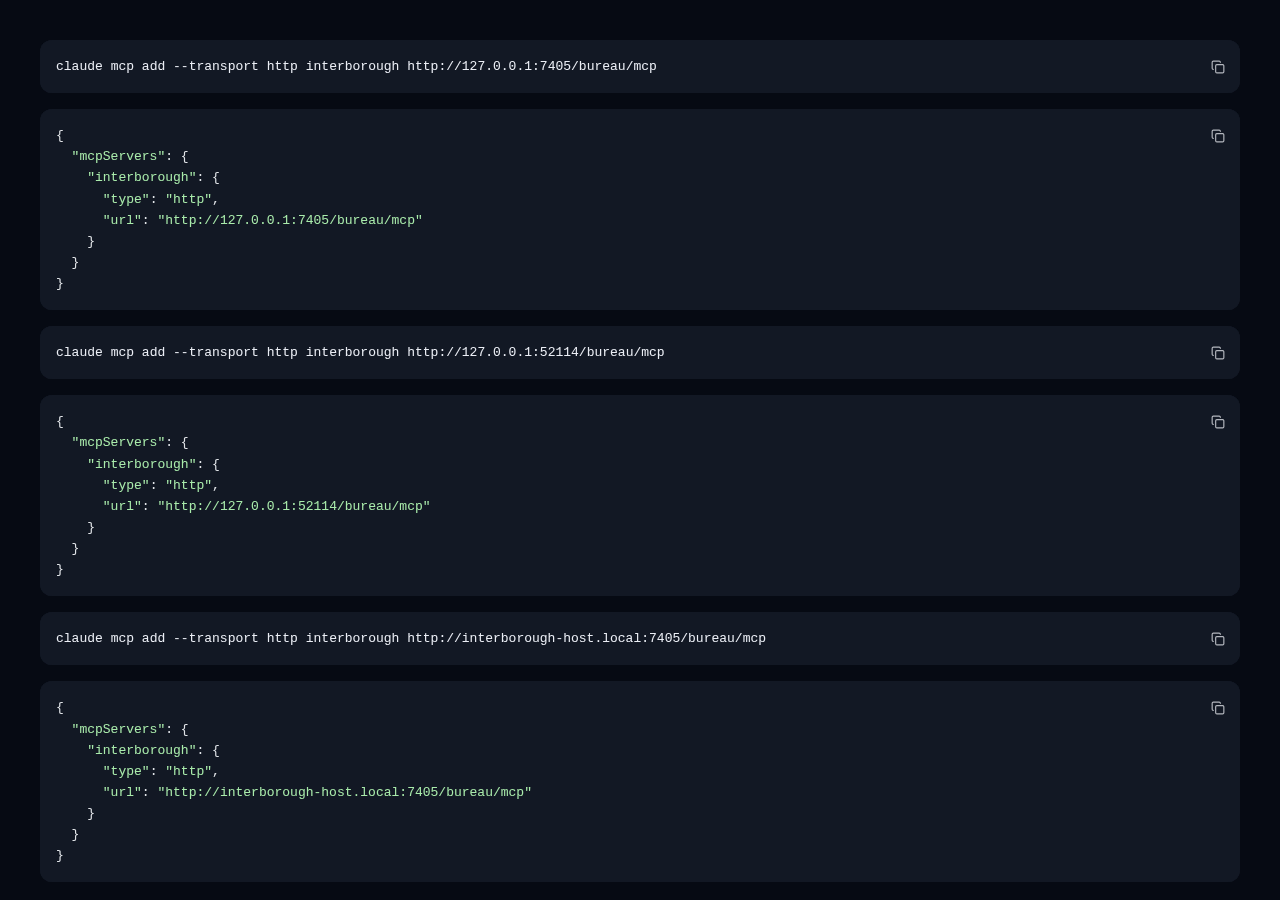 claude mcp add --transport http interborough http://127.0.0.1:7405/bureau/mcp
{
  "mcpServers": {
    "interborough": {
      "type": "http",
      "url": "http://127.0.0.1:7405/bureau/mcp"
    }
  }
}
claude mcp add --transport http interborough http://127.0.0.1:52114/bureau/mcp
{
  "mcpServers": {
    "interborough": {
      "type": "http",
      "url": "http://127.0.0.1:52114/bureau/mcp"
    }
  }
}
claude mcp add --transport http interborough http://interborough-host.local:7405/bureau/mcp
{
  "mcpServers": {
    "interborough": {
      "type": "http",
      "url": "http://interborough-host.local:7405/bureau/mcp"
    }
  }
}